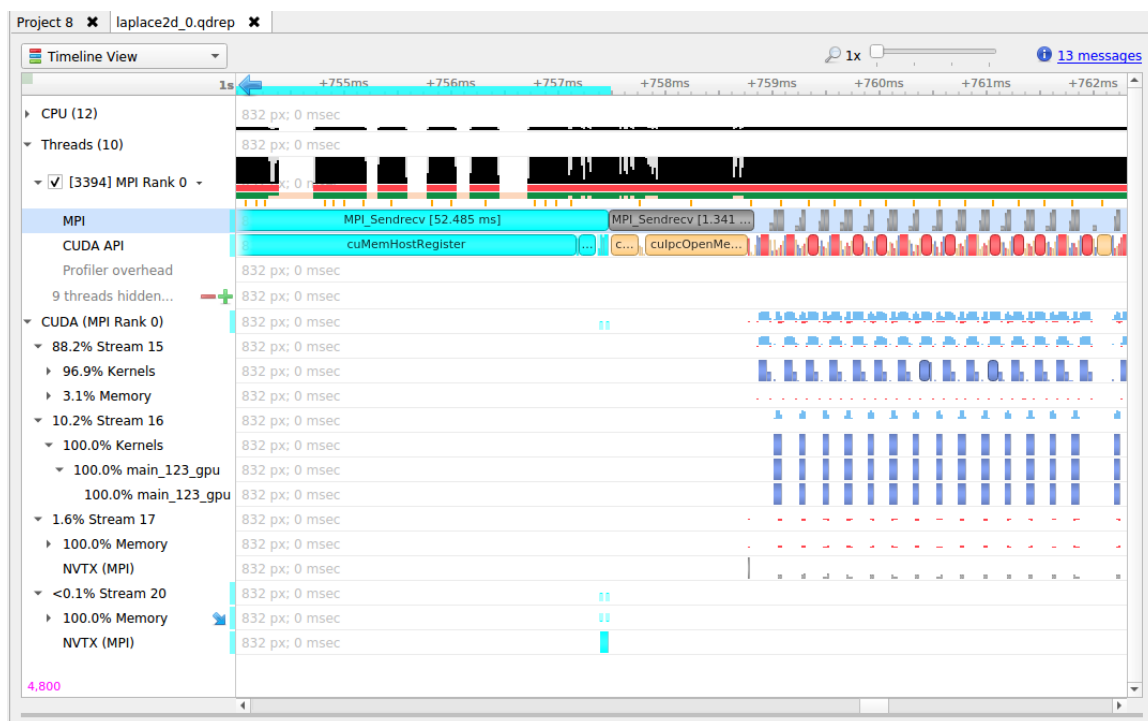 Project 8 ✖ laplace2d_0.qdrep ✖
Timeline View 1x 13 messages
1s +755ms +756ms +757ms +758ms +759ms +760ms +761ms +762ms
CPU (12) 832 px; 0 msec
Threads (10) 832 px; 0 msec
[3394] MPI Rank 0
MPI MPI_Sendrecv [52.485 ms] MPI_Sendrecv [1.341 ...
CUDA API cuMemHostRegister ... c... cuIpcOpenMe...
Profiler overhead 832 px; 0 msec
9 threads hidden... 832 px; 0 msec
CUDA (MPI Rank 0) 832 px; 0 msec
88.2% Stream 15 832 px; 0 msec
96.9% Kernels 832 px; 0 msec
3.1% Memory 832 px; 0 msec
10.2% Stream 16 832 px; 0 msec
100.0% Kernels 832 px; 0 msec
100.0% main_123_gpu 832 px; 0 msec
100.0% main_123_gpu 832 px; 0 msec
1.6% Stream 17 832 px; 0 msec
100.0% Memory 832 px; 0 msec
NVTX (MPI) 832 px; 0 msec
<0.1% Stream 20 832 px; 0 msec
100.0% Memory 832 px; 0 msec
NVTX (MPI) 832 px; 0 msec
4,800